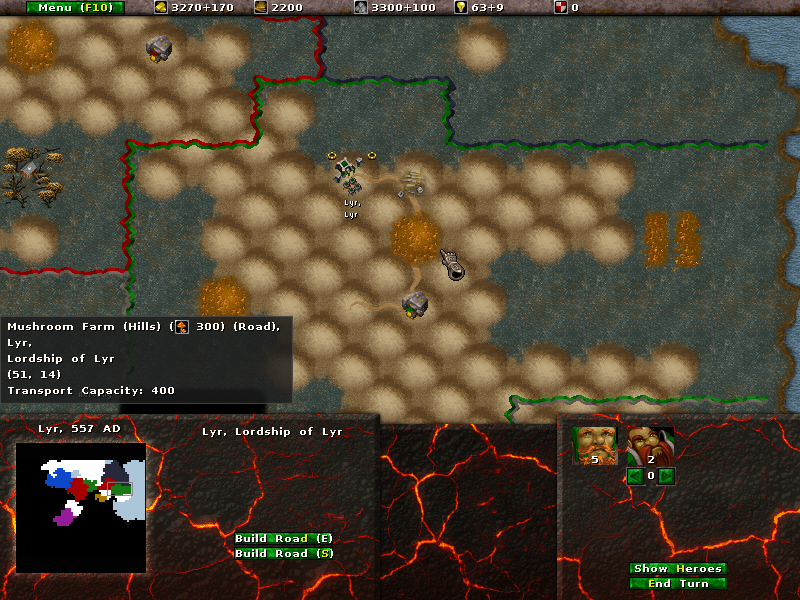 Menu (F10) 3270+170 2200 3300+100 63+9 0
Lyr,
Lyr
Mushroom Farm (Hills) ( 300) (Road),
Lyr,
Lordship of Lyr
(51, 14)
Transport Capacity: 400
Lyr, 557 AD
Lyr, Lordship of Lyr
5 2
0
Build Road (E)
Build Road (S)
Show Heroes
End Turn